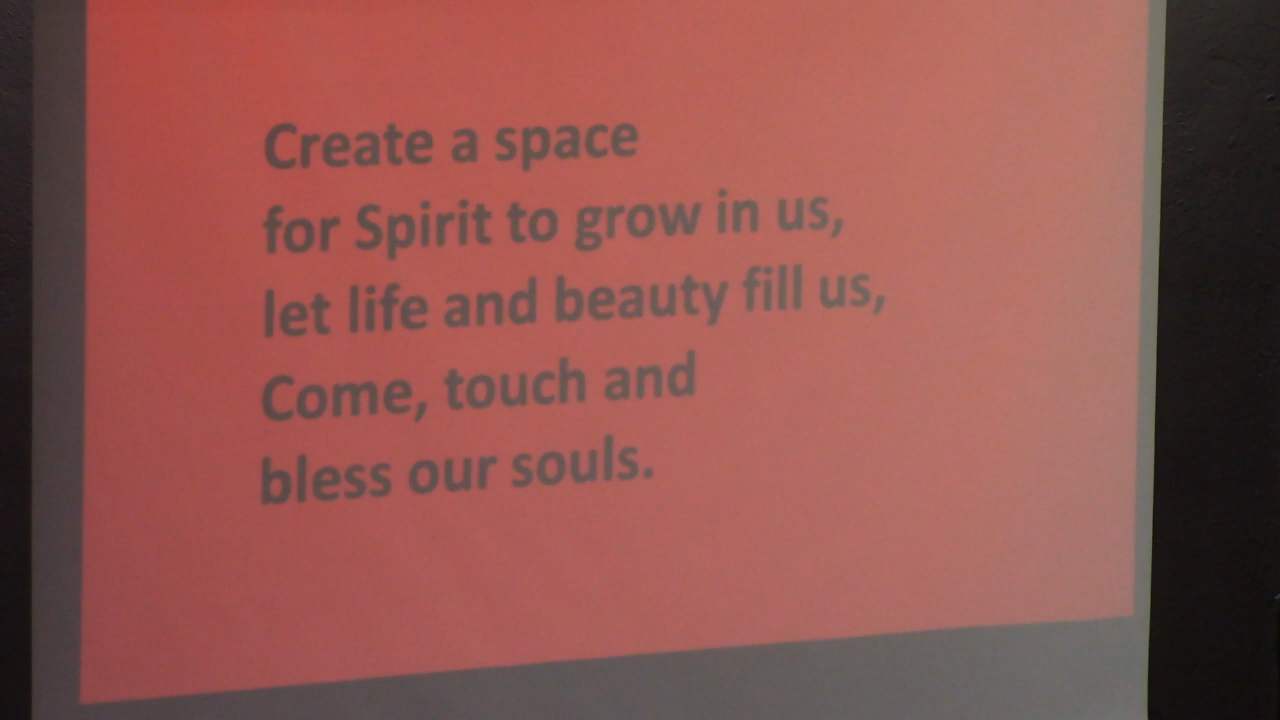 Create a space
for Spirit to grow in us,
let life and beauty fill us,
Come, touch and
bless our souls.